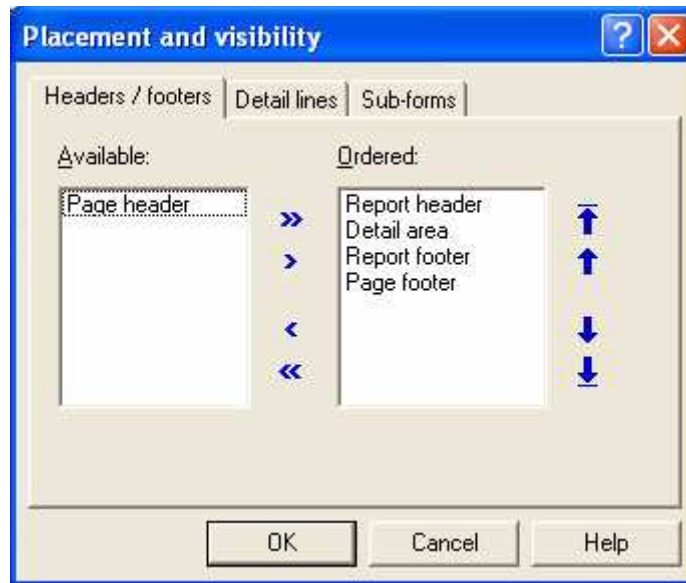 Placement and visibility
Headers / footers Detail lines Sub-forms
Available: Ordered:
Page header
Report header
Detail area
Report footer
Page footer
OK Cancel Help